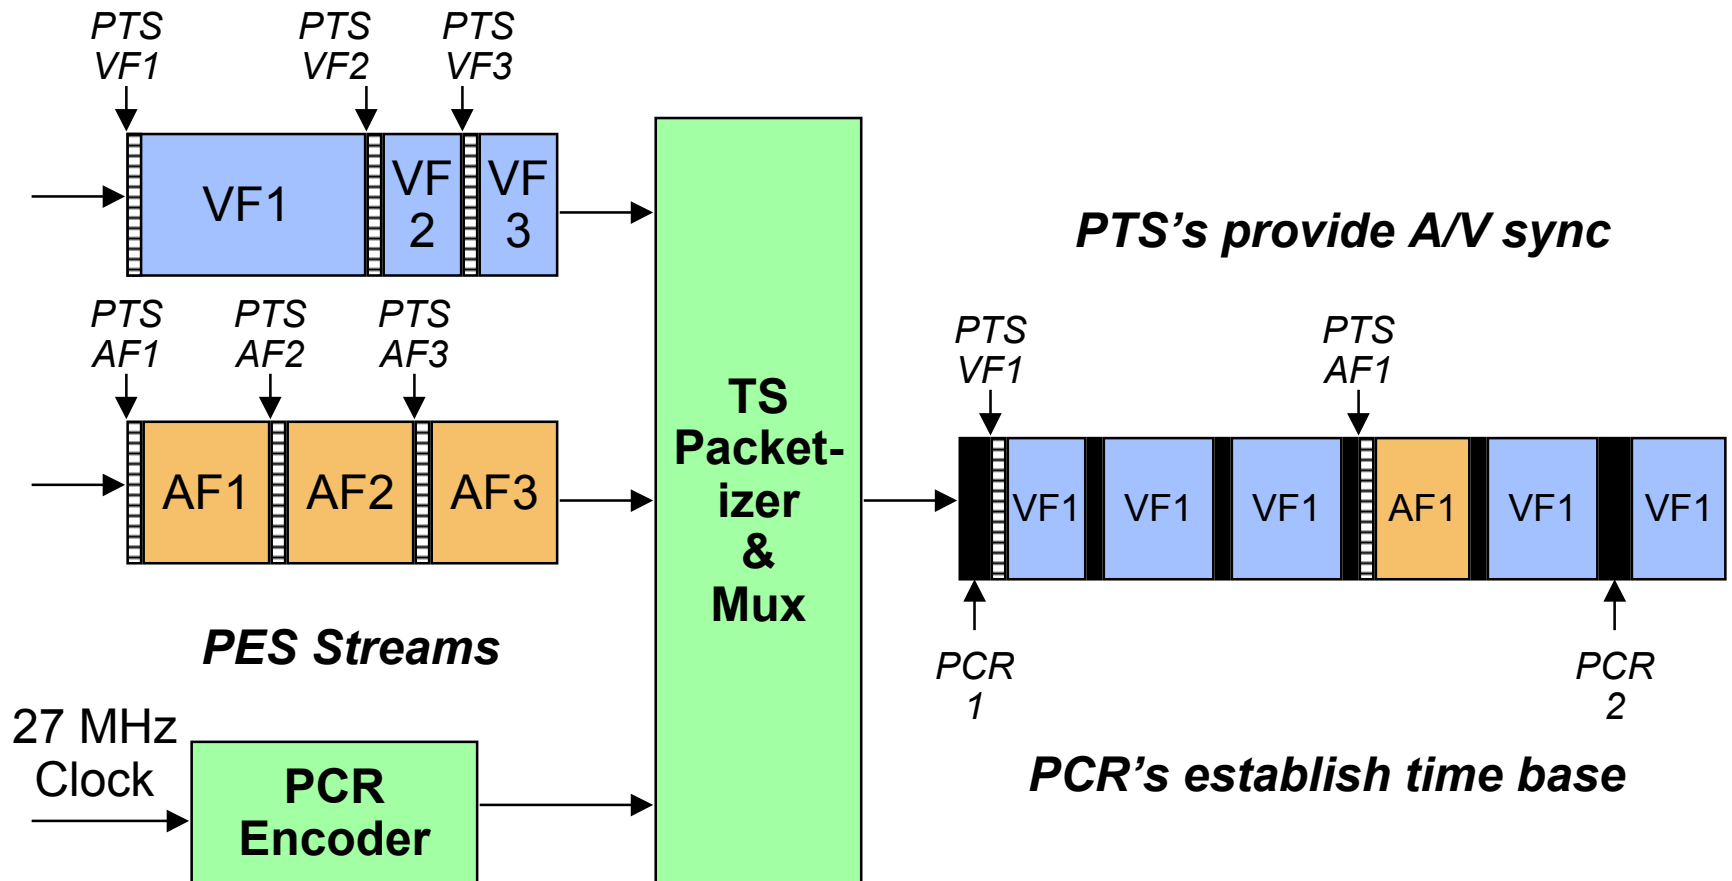 PTS
VF1
PTS
VF2
PTS
VF3
VF1
VF
2
VF
3
PTS
AF1
PTS
AF2
PTS
AF3
AF1
AF2
AF3
PES Streams
27 MHz
Clock
PCR
Encoder
TS
Packet-
izer
&
Mux
PTS's provide A/V sync
PTS
VF1
PTS
AF1
VF1
VF1
VF1
AF1
VF1
VF1
PCR
1
PCR
2
PCR's establish time base